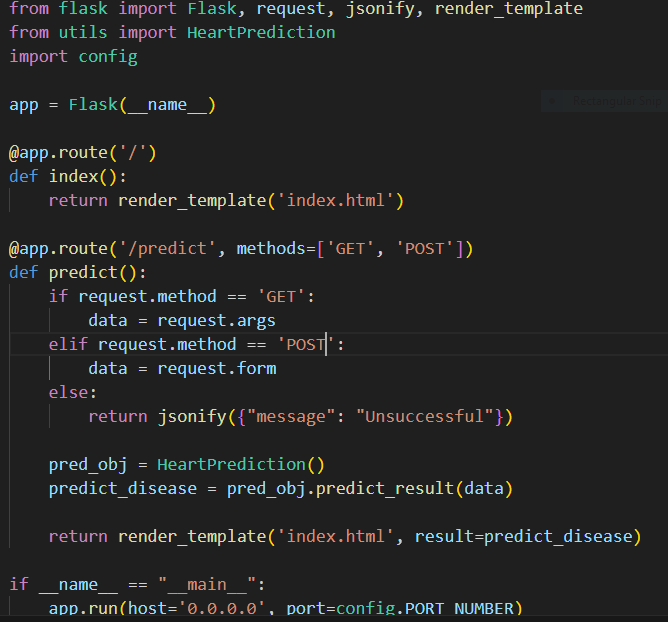 from flask import Flask, request, jsonify, render_template
from utils import HeartPrediction
import config
app = Flask(__name__)
Rectangular Snip
@app.route('/')
def index():
return render_template('index.html')
@app.route('/predict', methods=['GET', 'POST'])
def predict():
if request.method == 'GET':
data = request.args
elif request.method == 'POST':
data = request.form
else:
return jsonify({"message": "Unsuccessful"})
pred_obj = HeartPrediction()
predict_disease = pred_obj.predict_result(data)
return render_template('index.html', result=predict_disease)
if __name__ == "__main__":
app.run(host='0.0.0.0', port=config.PORT_NUMBER)